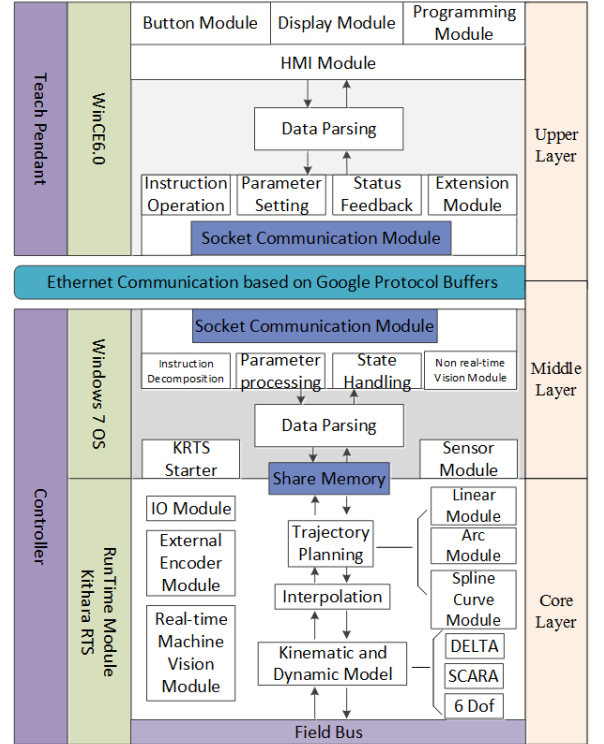 Button Module
Display Module
Programming
Module
HMI Module
Teach Pendant
WinCE6.0
Data Parsing
Upper
Layer
Instruction
Operation
Parameter
Setting
Status
Feedback
Extension
Module
Socket Communication Module
Ethernet Communication based on Google Protocol Buffers
Controller
Windows 7 OS
Socket Communication Module
Instruction
Decomposition
Parameter
processing
State
Handling
Non real-time
Vision Module
Middle
Layer
Data Parsing
KRTS
Starter
Sensor
Module
Share Memory
RunTime Module
Kithara RTS
IO Module
External
Encoder
Module
Real-time
Machine
Vision
Module
Trajectory
Planning
Linear
Module
Arc
Module
Spline
Curve
Module
Interpolation
Kinematic and
Dynamic Model
DELTA
SCARA
6 Dof
Core
Layer
Field Bus